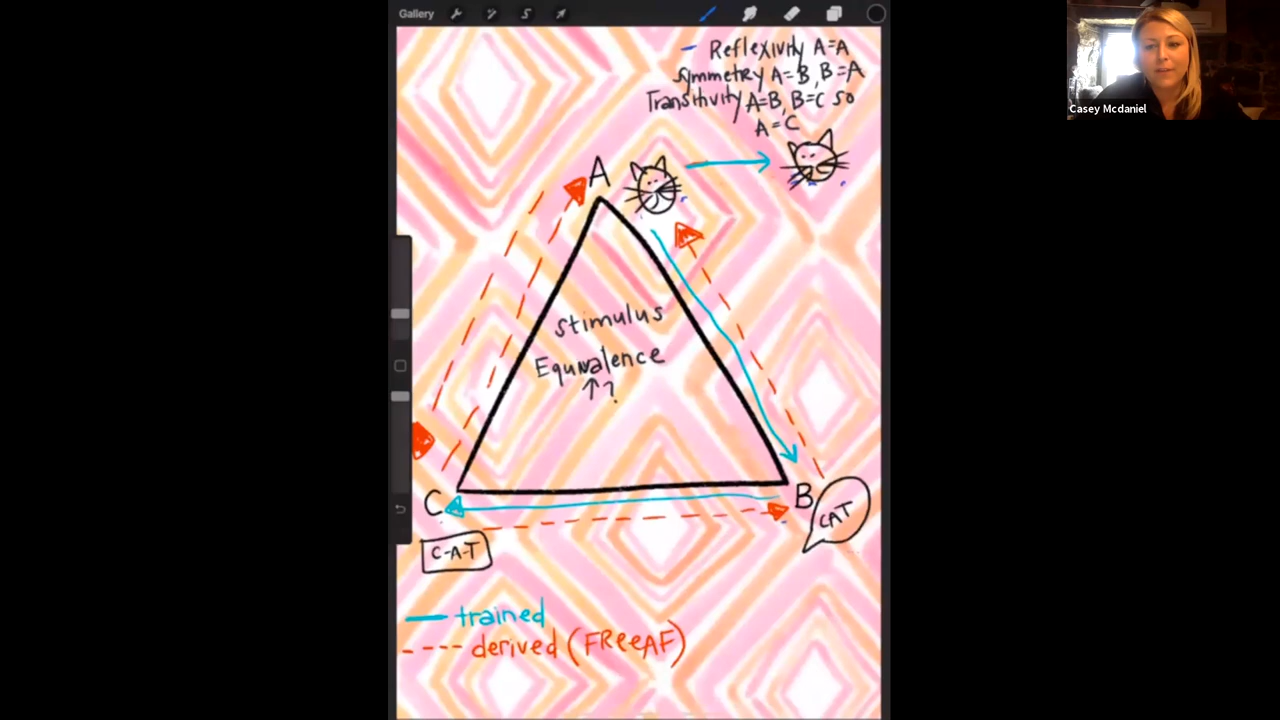 Gallery
Casey Mcdaniel
- Reflexivity A=A
Symmetry A=B, B=A
Transitivity A=B, B=C so
A=C
A
Stimulus
Equivalence
↑?
C
B
CAT
C-A-T
trained
derived (FReeAF)